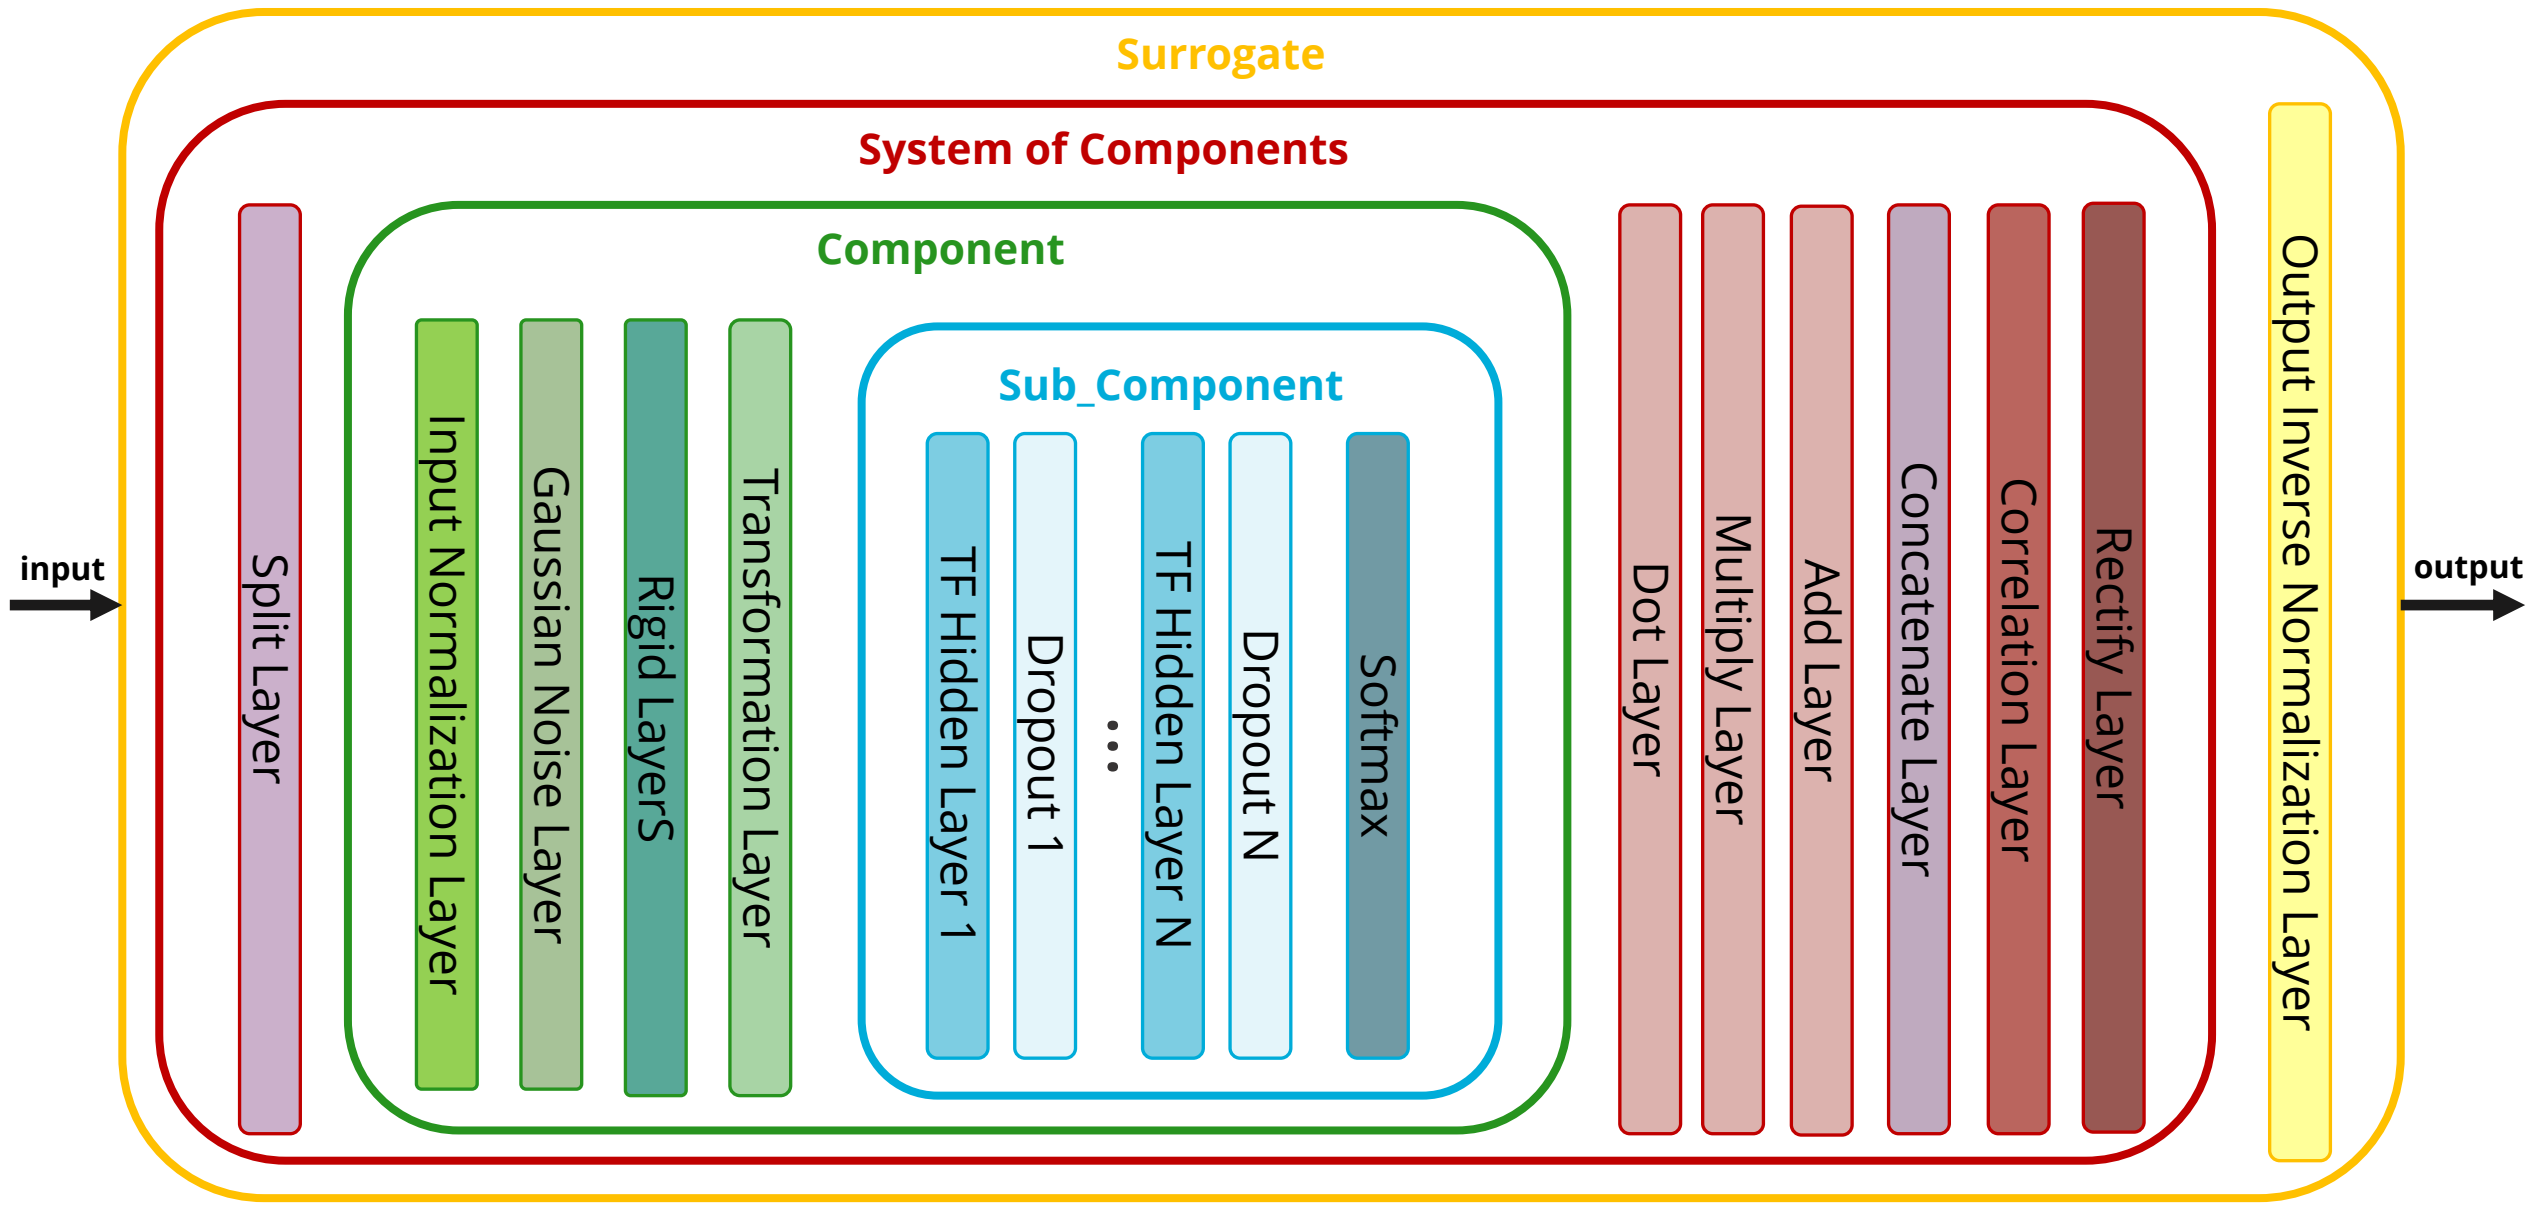 Surrogate
System of Components
Component
Sub_Component
input
Split Layer
Input Normalization Layer
Gaussian Noise Layer
Rigid LayerS
Transformation Layer
TF Hidden Layer 1
Dropout 1
...
TF Hidden Layer N
Dropout N
Softmax
Dot Layer
Multiply Layer
Add Layer
Concatenate Layer
Correlation Layer
Rectify Layer
Output Inverse Normalization Layer
output